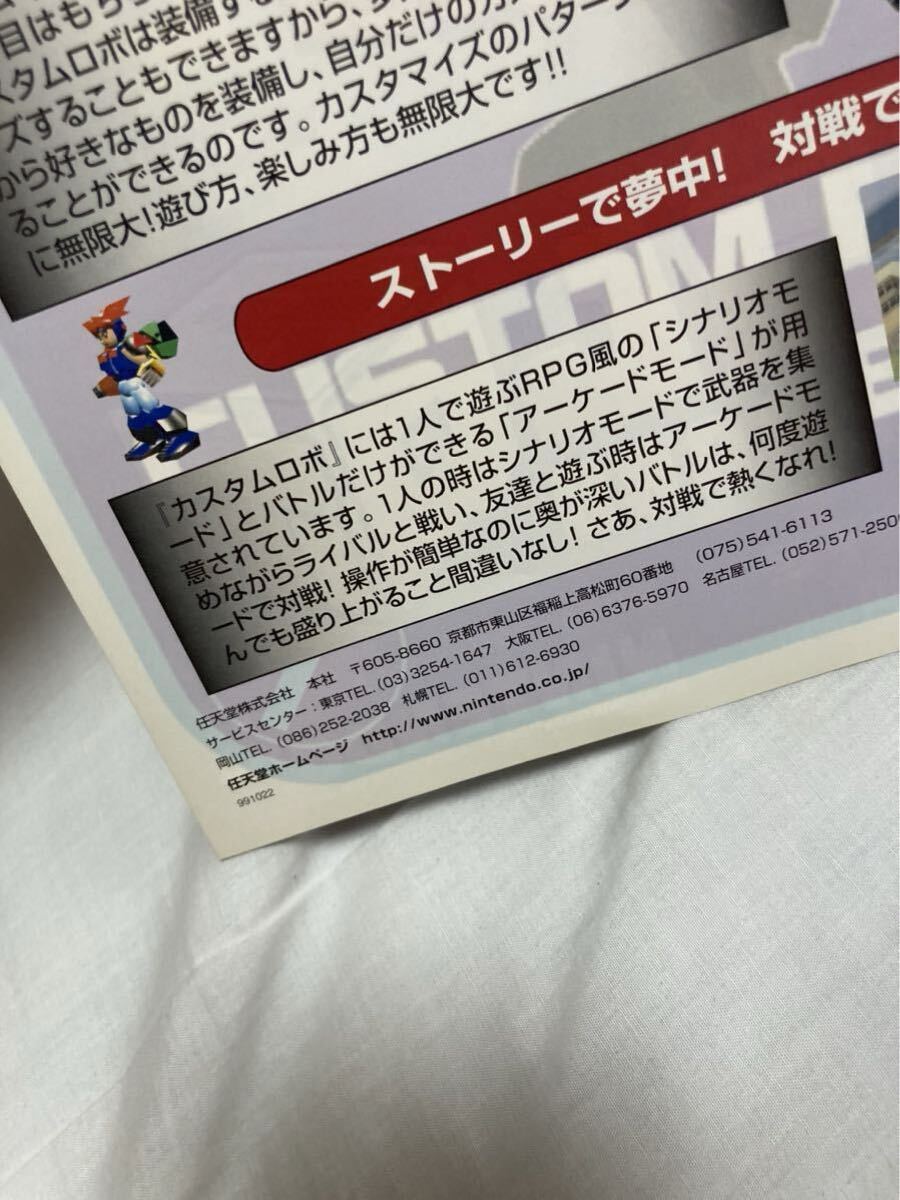 目はもちろ
スタムロボは装備する
ズすることもできますから、
から好きなものを装備し、自分だけのカス
ることができるのです。カスタマイズのパターン
に無限大!遊び方、楽しみ方も無限大です!!
ストーリーで夢中! 対戦で
CUSTOM
『カスタムロボ』には1人で遊ぶRPG風の「シナリオモ
ード」とバトルだけができる「アーケードモード」が用
意されています。1人の時はシナリオモードで武器を集
めながらライバルと戦い、友達と遊ぶ時はアーケードモ
ードで対戦! 操作が簡単なのに奥が深いバトルは、何度遊
んでも盛り上がること間違いなし! さあ、対戦で熱くなれ!
任天堂株式会社 本社 〒605-8660 京都市東山区福稲上高松町60番地 (075)541-6113
サービスセンター:東京TEL.(03)3254-1647 大阪TEL.(06)6376-5970 名古屋TEL.(052)571-250
岡山TEL.(086)252-2038 札幌TEL.(011)612-6930
任天堂ホームページ http://www.nintendo.co.jp/
991022